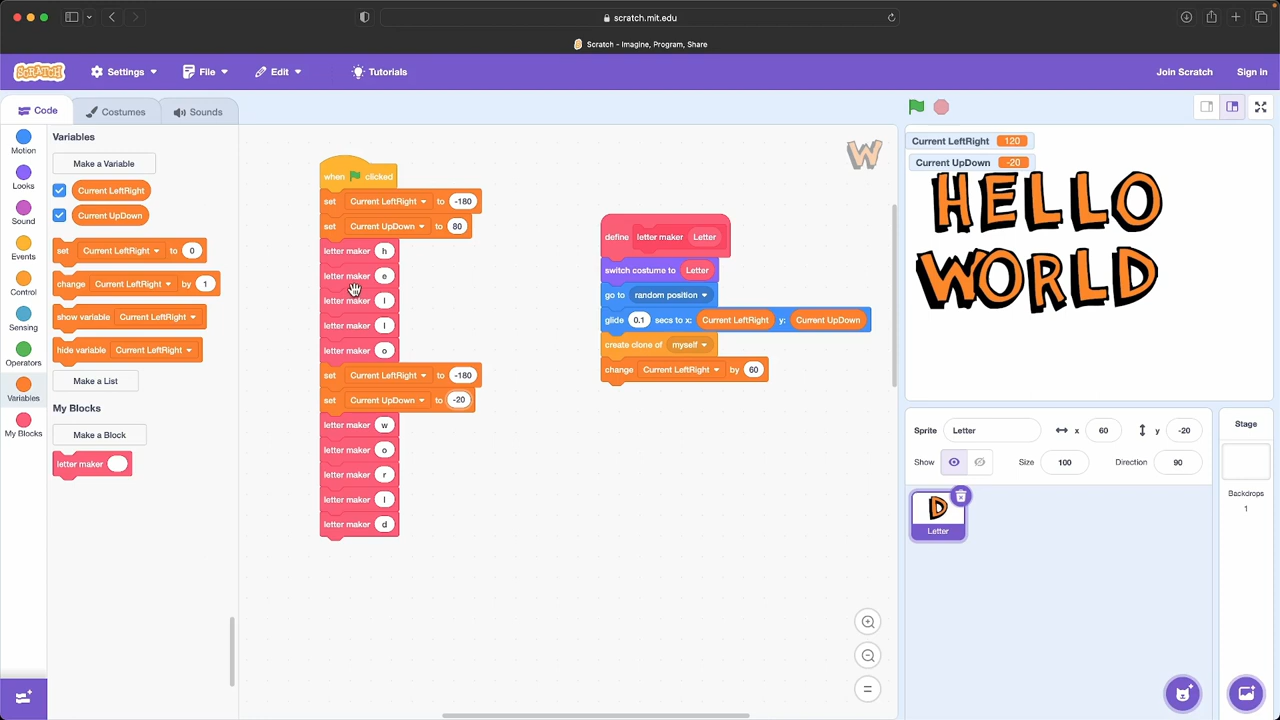 scratch.mit.edu
Scratch - Imagine, Program, Share
SCRATCH Settings File Edit Tutorials Join Scratch Sign in
Code Costumes Sounds
Motion
Looks
Sound
Events
Control
Sensing
Operators
Variables
My Blocks
Variables
Make a Variable
Current LeftRight
Current UpDown
set Current LeftRight to 0
change Current LeftRight by 1
show variable Current LeftRight
hide variable Current LeftRight
Make a List
My Blocks
Make a Block
letter maker
when clicked
set Current LeftRight to -180
set Current UpDown to 80
letter maker h
letter maker e
letter maker l
letter maker l
letter maker o
set Current LeftRight to -180
set Current UpDown to -20
letter maker w
letter maker o
letter maker r
letter maker l
letter maker d
W
define letter maker Letter
switch costume to Letter
go to random position
glide 0.1 secs to x: Current LeftRight y: Current UpDown
create clone of myself
change Current LeftRight by 60
Current LeftRight 120
Current UpDown -20
HELLO
WORLD
Sprite Letter x 60 y -20
Show Size 100 Direction 90
D
Letter
Stage
Backdrops
1